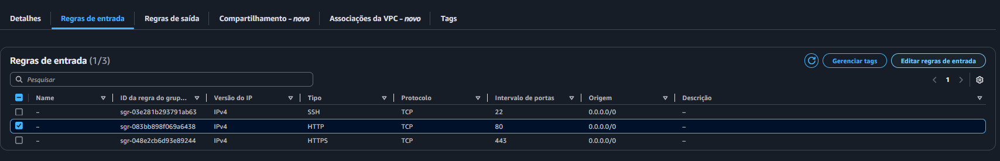 Detalhes Regras de entrada Regras de saída Compartilhamento - novo Associações da VPC - novo Tags
Regras de entrada (1/3) Gerenciar tags Editar regras de entrada
Pesquisar 1
Name ID da regra do grup... Versão do IP Tipo Protocolo Intervalo de portas Origem Descrição
– sgr-03e281b293791ab63 IPv4 SSH TCP 22 0.0.0.0/0 –
– sgr-083bb898f069a6438 IPv4 HTTP TCP 80 0.0.0.0/0 –
– sgr-048e2cb6d93e89244 IPv4 HTTPS TCP 443 0.0.0.0/0 –